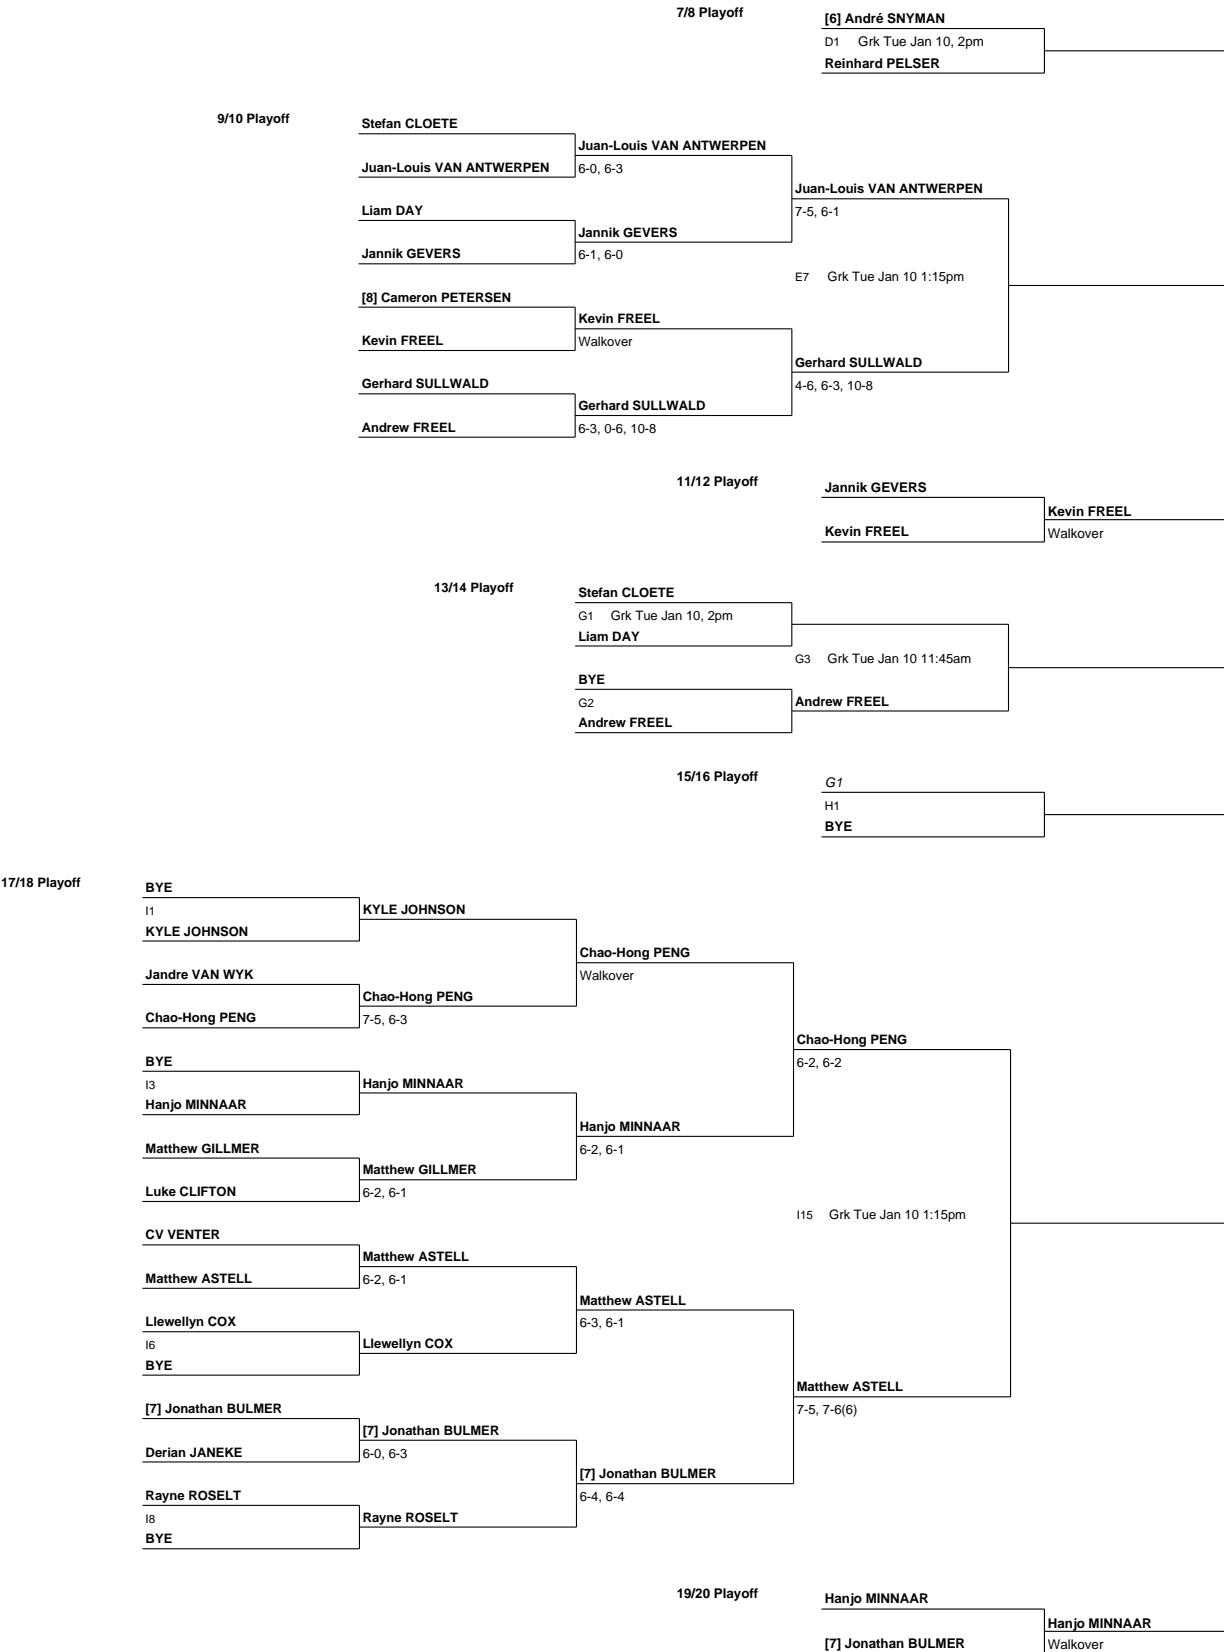 7/8 Playoff
[6] André SNYMAN
D1 Grk Tue Jan 10, 2pm
Reinhard PELSER
9/10 Playoff
Stefan CLOETE
Juan-Louis VAN ANTWERPEN
Juan-Louis VAN ANTWERPEN
6-0, 6-3
Juan-Louis VAN ANTWERPEN
Liam DAY
7-5, 6-1
Jannik GEVERS
Jannik GEVERS
6-1, 6-0
E7 Grk Tue Jan 10 1:15pm
[8] Cameron PETERSEN
Kevin FREEL
Kevin FREEL
Walkover
Gerhard SULLWALD
Gerhard SULLWALD
4-6, 6-3, 10-8
Gerhard SULLWALD
Andrew FREEL
6-3, 0-6, 10-8
11/12 Playoff
Jannik GEVERS
Kevin FREEL
Kevin FREEL
Walkover
13/14 Playoff
Stefan CLOETE
G1 Grk Tue Jan 10, 2pm
Liam DAY
G3 Grk Tue Jan 10 11:45am
BYE
G2
Andrew FREEL
Andrew FREEL
15/16 Playoff
G1
H1
BYE
17/18 Playoff
BYE
I1
KYLE JOHNSON
KYLE JOHNSON
Chao-Hong PENG
Jandre VAN WYK
Walkover
Chao-Hong PENG
Chao-Hong PENG
7-5, 6-3
Chao-Hong PENG
BYE
6-2, 6-2
I3
Hanjo MINNAAR
Hanjo MINNAAR
Hanjo MINNAAR
Matthew GILLMER
6-2, 6-1
Matthew GILLMER
Luke CLIFTON
6-2, 6-1
I15 Grk Tue Jan 10 1:15pm
CV VENTER
Matthew ASTELL
Matthew ASTELL
6-2, 6-1
Matthew ASTELL
Llewellyn COX
6-3, 6-1
I6
Llewellyn COX
BYE
Matthew ASTELL
[7] Jonathan BULMER
7-5, 7-6(6)
[7] Jonathan BULMER
Derian JANEKE
6-0, 6-3
[7] Jonathan BULMER
Rayne ROSELT
6-4, 6-4
I8
Rayne ROSELT
BYE
19/20 Playoff
Hanjo MINNAAR
Hanjo MINNAAR
[7] Jonathan BULMER
Walkover